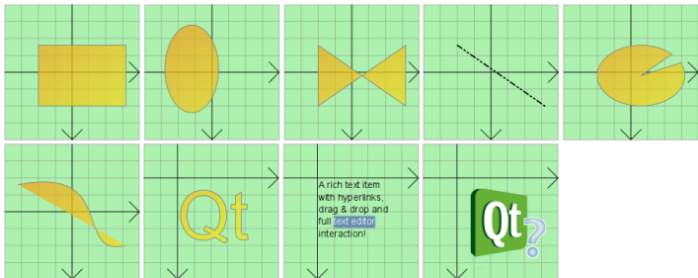 Qt
A rich text item
with hyperlinks,
drag & drop and
full text editor
interaction!
Qt
?